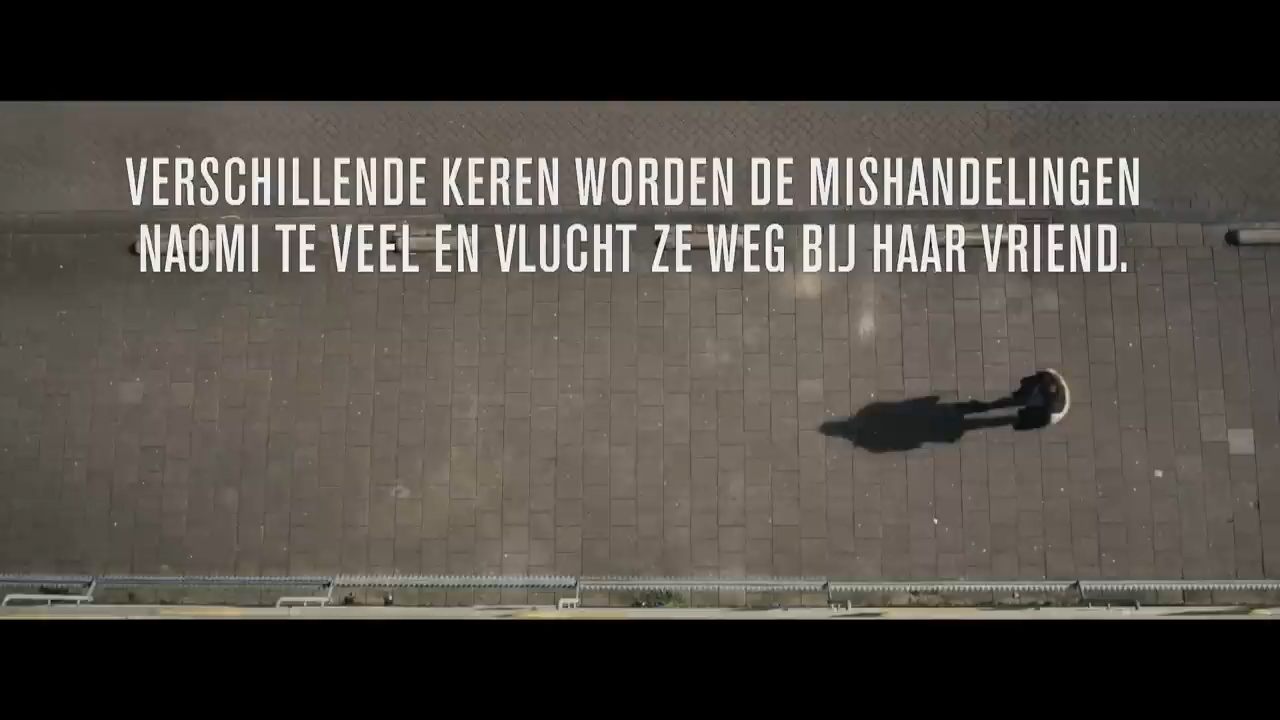 VERSCHILLENDE KEREN WORDEN DE MISHANDELINGEN
NAOMI TE VEEL EN VLUCHT ZE WEG BIJ HAAR VRIEND.